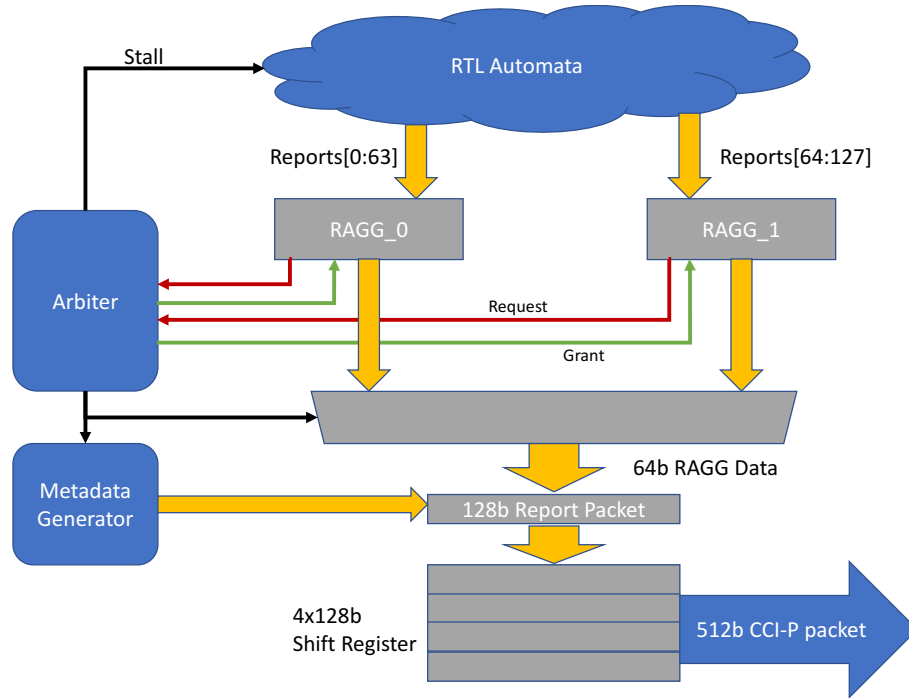 Stall
RTL Automata
Reports[0:63]
Reports[64:127]
RAGG_0
RAGG_1
Arbiter
Request
Grant
64b RAGG Data
Metadada
Generator
128b Report Packet
4x128b
Shift Register
512b CCI-P packet